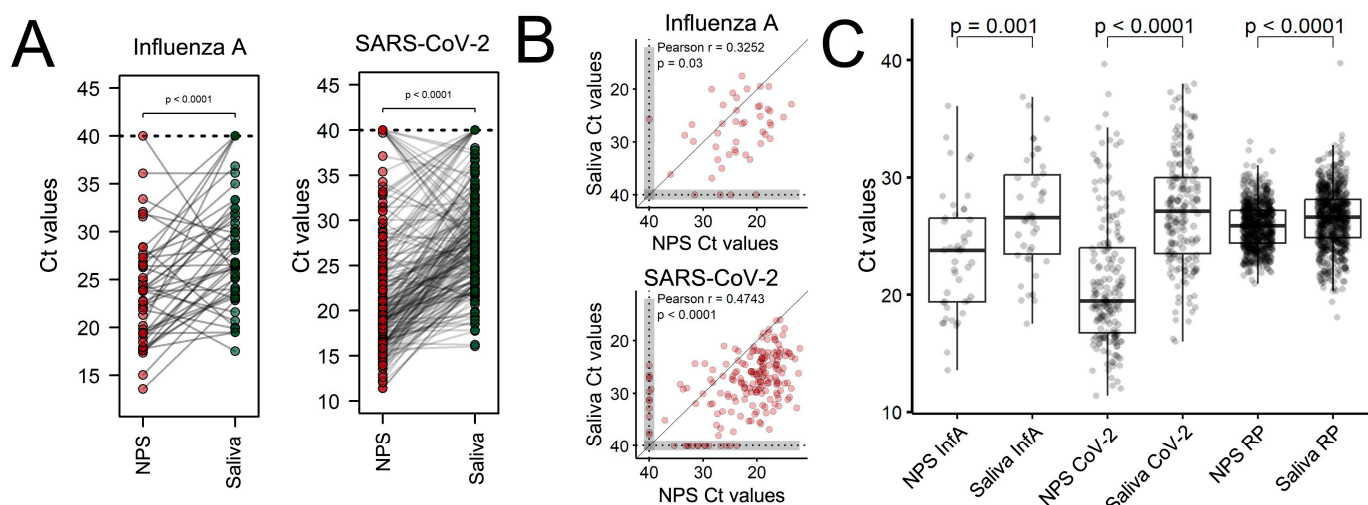 A
Influenza A
SARS-CoV-2
p < 0.0001
p < 0.0001
Ct values
45
40
35
30
25
20
15
NPS
Saliva
Ct values
45
40
35
30
25
20
15
10
NPS
Saliva
B
Influenza A
Pearson r = 0.3252
p = 0.03
Saliva Ct values
20
30
40
40
30
20
NPS Ct values
SARS-CoV-2
Pearson r = 0.4743
p < 0.0001
Saliva Ct values
20
30
40
40
30
20
NPS Ct values
C
p = 0.001
p < 0.0001
p < 0.0001
Ct values
40
30
20
10
NPS InfA
Saliva InfA
NPS CoV-2
Saliva CoV-2
NPS RP
Saliva RP